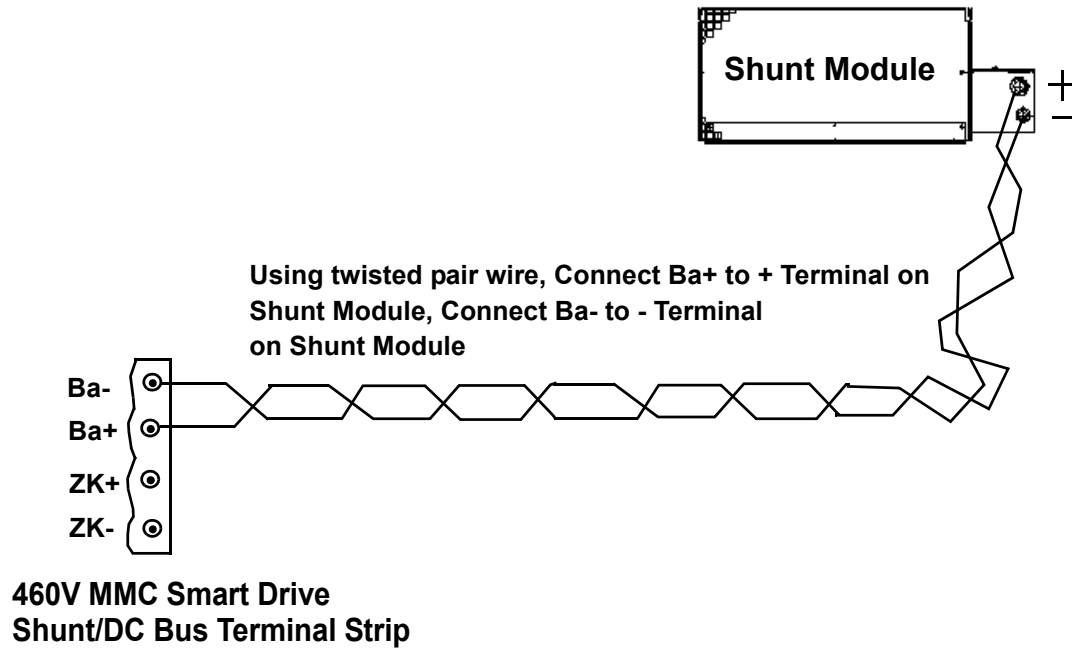 Shunt Module
+
−
Using twisted pair wire, Connect Ba+ to + Terminal on
Shunt Module, Connect Ba- to - Terminal
on Shunt Module
Ba-
Ba+
ZK+
ZK-
460V MMC Smart Drive
Shunt/DC Bus Terminal Strip